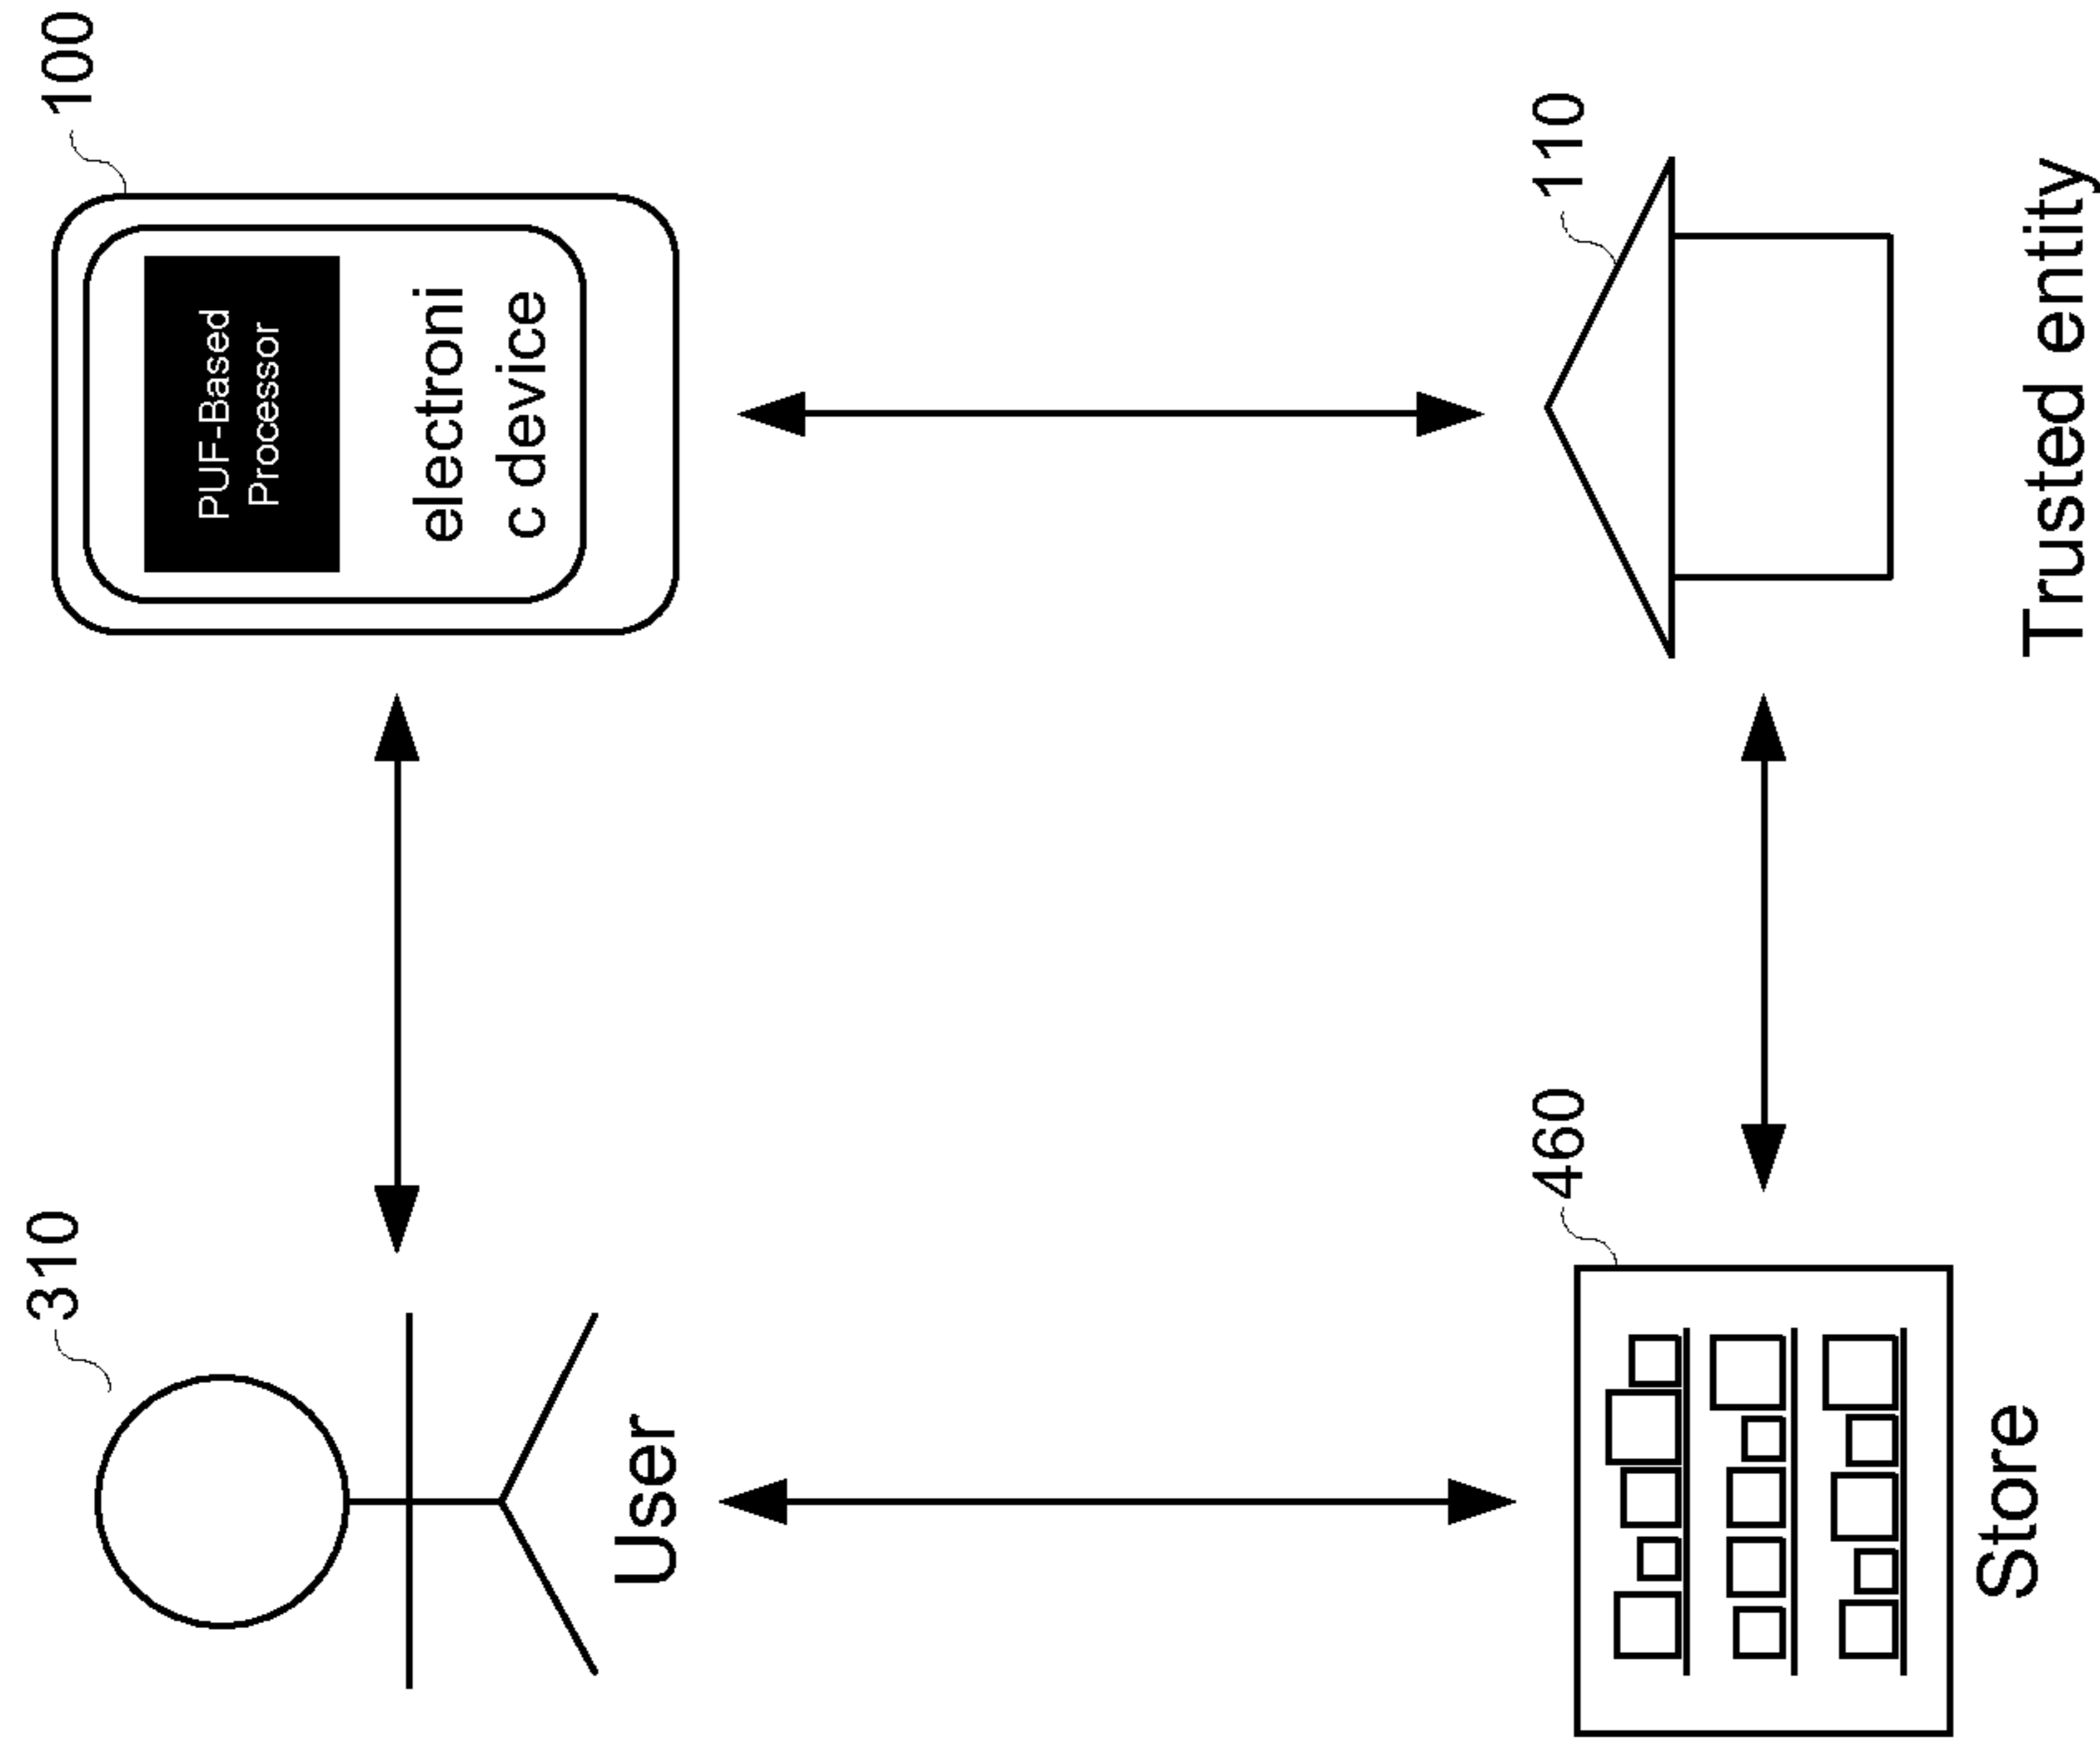 310
User
100
PUF-Based
Processor
electroni
c device
460
Store
110
Trusted entity